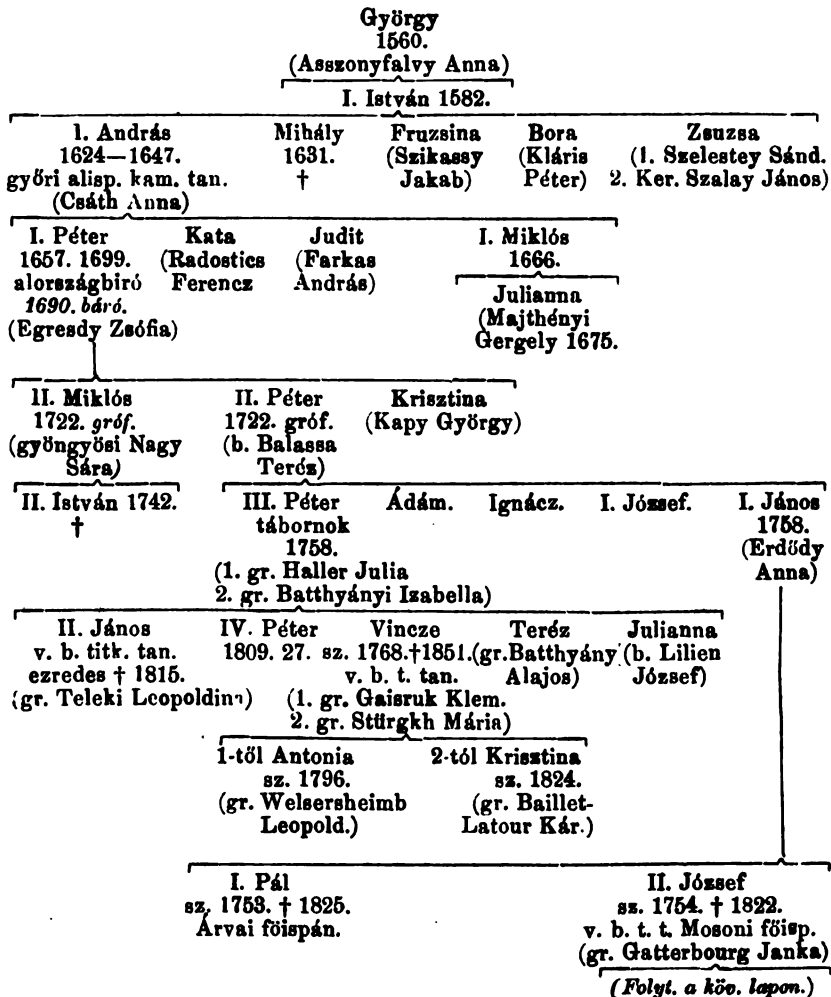 György
1560.
(Asszonyfalvy Anna)
I. István 1582.
I. András Mihály Fruzsina Bora Zsuzsa
1624—1647. 1631. (Szikassy (Kláris (1. Szelestey Sánd.
győri alisp. kam. tan. † Jakab) Péter) 2. Ker. Szalay János)
(Csáth Anna)
I. Péter Kata Judit I. Miklós
1657. 1699. (Radostics (Farkas 1666.
alországbiró Ferencz András) Julianna
1690. báró. (Majthényi
(Egresdy Zsófia) Gergely 1675.
II. Miklós II. Péter Krisztina
1722. gróf. 1722. gróf. (Kapy György)
(gyöngyösi Nagy (b. Balassa
Sára) Teréz)
II. István 1742. III. Péter Ádám. Ignácz. I. József. I. János
† tábornok 1758.
1758. (Erdődy
(1. gr. Haller Julia Anna)
2. gr. Batthyányi Izabella)
II. János IV. Péter Vincze Teréz Julianna
v. b. titk. tan. 1809. 27. sz. 1768.†1851. (gr.Batthyány (b. Lilien
ezredes † 1815. v. b. t. tan. Alajos) József)
(gr. Teleki Leopoldina) (1. gr. Gaisruk Klem.
2. gr. Stürgkh Mária)
1-től Antonia 2-tól Krisztina
sz. 1796. sz. 1824.
(gr. Welsersheimb (gr. Baillet-
Leopold.) Latour Kár.)
I. Pál II. József
sz. 1753. † 1825. sz. 1754. † 1822.
Árvai föispán. v. b. t. t. Mosoni főisp.
(gr. Gatterbourg Janka)
(Folyt. a köv. lapon.)